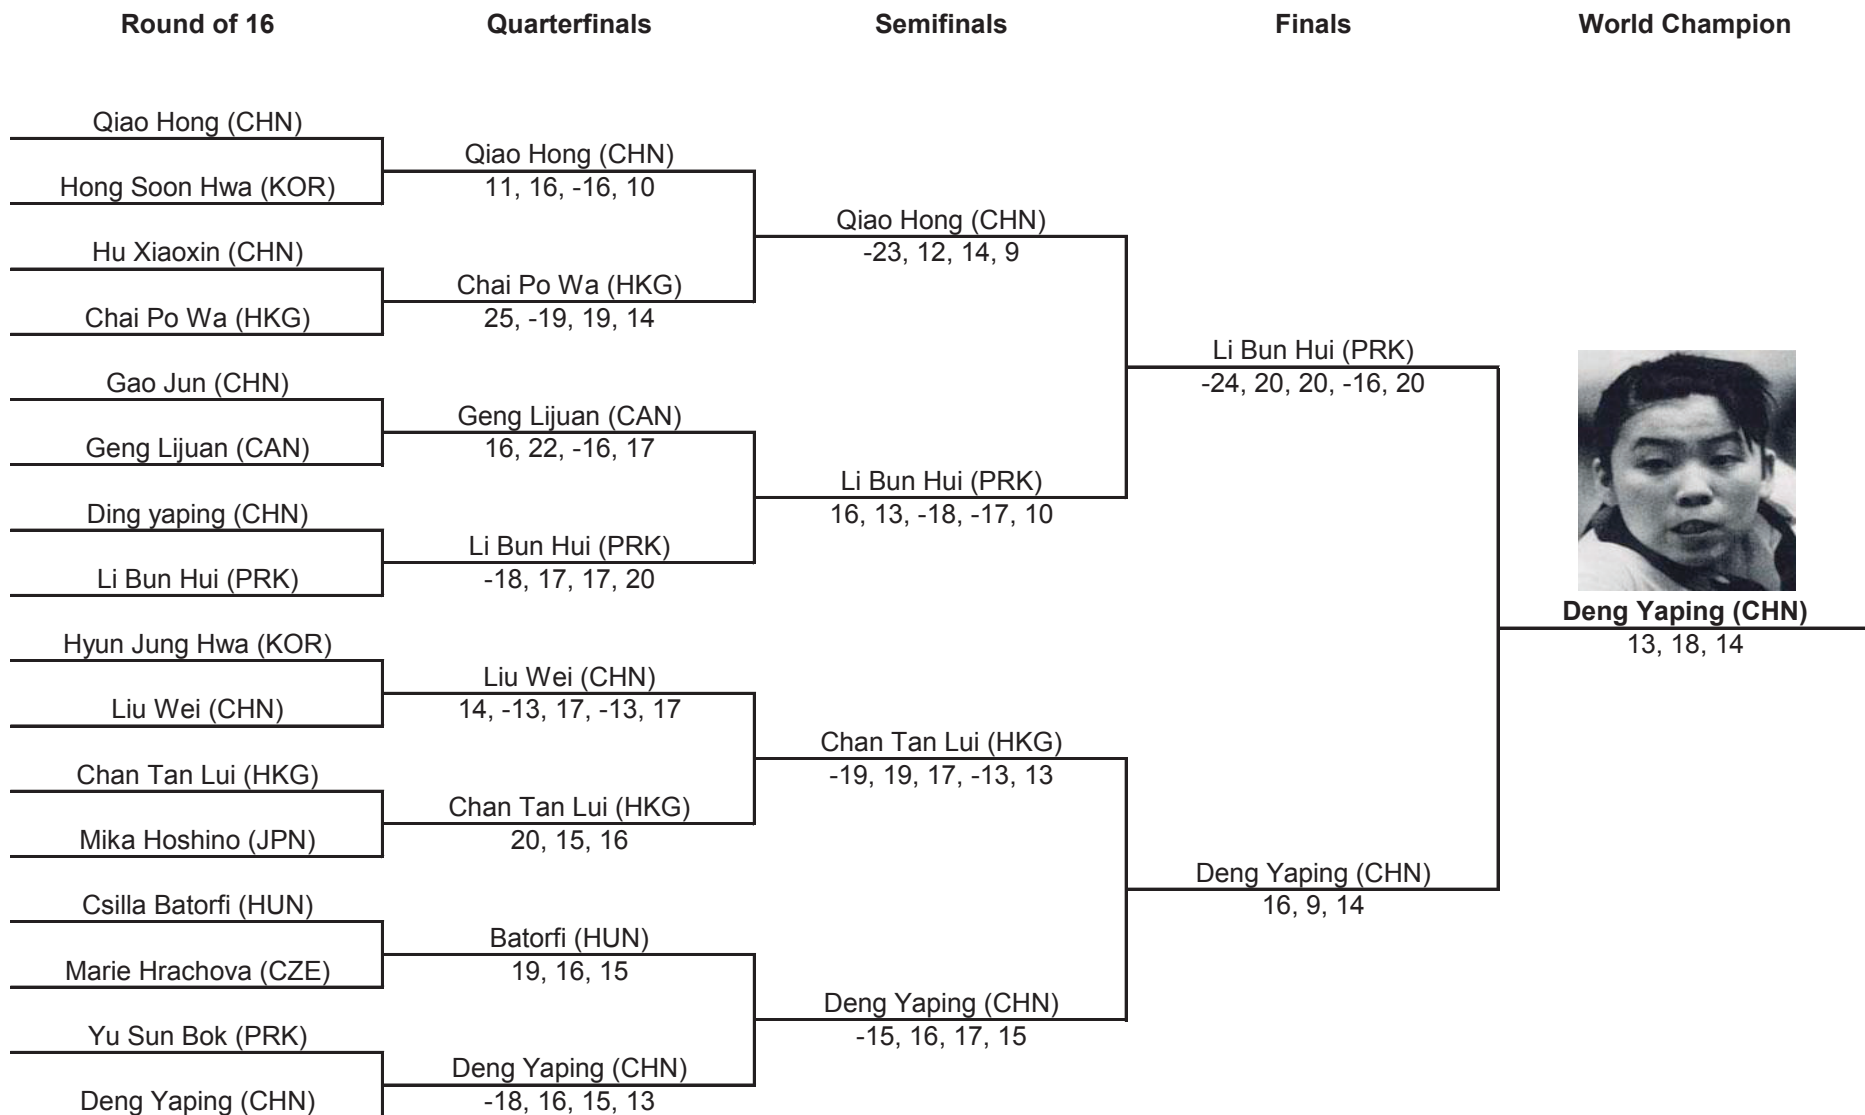 Round of 16
Quarterfinals
Semifinals
Finals
World Champion
Qiao Hong (CHN)
Hong Soon Hwa (KOR)
Hu Xiaoxin (CHN)
Chai Po Wa (HKG)
Gao Jun (CHN)
Geng Lijuan (CAN)
Ding yaping (CHN)
Li Bun Hui (PRK)
Hyun Jung Hwa (KOR)
Liu Wei (CHN)
Chan Tan Lui (HKG)
Mika Hoshino (JPN)
Csilla Batorfi (HUN)
Marie Hrachova (CZE)
Yu Sun Bok (PRK)
Deng Yaping (CHN)
Qiao Hong (CHN)
11, 16, -16, 10
Chai Po Wa (HKG)
25, -19, 19, 14
Geng Lijuan (CAN)
16, 22, -16, 17
Li Bun Hui (PRK)
-18, 17, 17, 20
Liu Wei (CHN)
14, -13, 17, -13, 17
Chan Tan Lui (HKG)
20, 15, 16
Batorfi (HUN)
19, 16, 15
Deng Yaping (CHN)
-18, 16, 15, 13
Qiao Hong (CHN)
-23, 12, 14, 9
Li Bun Hui (PRK)
16, 13, -18, -17, 10
Chan Tan Lui (HKG)
-19, 19, 17, -13, 13
Deng Yaping (CHN)
-15, 16, 17, 15
Li Bun Hui (PRK)
-24, 20, 20, -16, 20
Deng Yaping (CHN)
16, 9, 14
Deng Yaping (CHN)
13, 18, 14